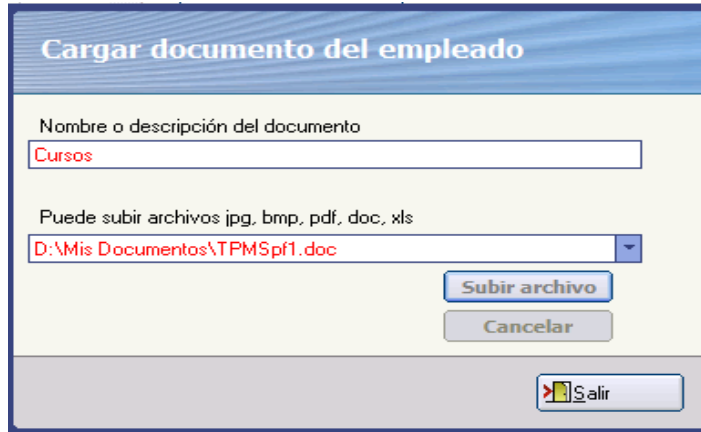 Cargar documento del empleado
Nombre o descripción del documento
Cursos
Puede subir archivos jpg, bmp, pdf, doc, xls
D:\Mis Documentos\TPMSpf1.doc
Subir archivo
Cancelar
Salir